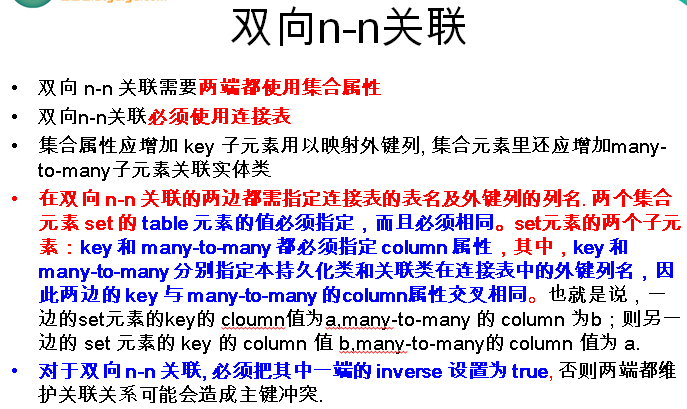 双向n-n关联
• 双向 n-n 关联需要两端都使用集合属性
• 双向n-n关联必须使用连接表
• 集合属性应增加 key 子元素用以映射外键列, 集合元素里还应增加many-
to-many子元素关联实体类
• 在双向 n-n 关联的两边都需指定连接表的表名及外键列的列名. 两个集合
元素 set 的 table 元素的值必须指定，而且必须相同。set元素的两个子元
素：key 和 many-to-many 都必须指定 column 属性，其中，key 和
many-to-many 分别指定本持久化类和关联类在连接表中的外键列名，因
此两边的 key 与 many-to-many 的column属性交叉相同。也就是说，一
边的set元素的key的 cloumn值为a,many-to-many 的 column 为b；则另一
边的 set 元素的 key 的 column 值 b,many-to-many的 column 值为 a.
• 对于双向 n-n 关联, 必须把其中一端的 inverse 设置为 true, 否则两端都维
护关联关系可能会造成主键冲突.